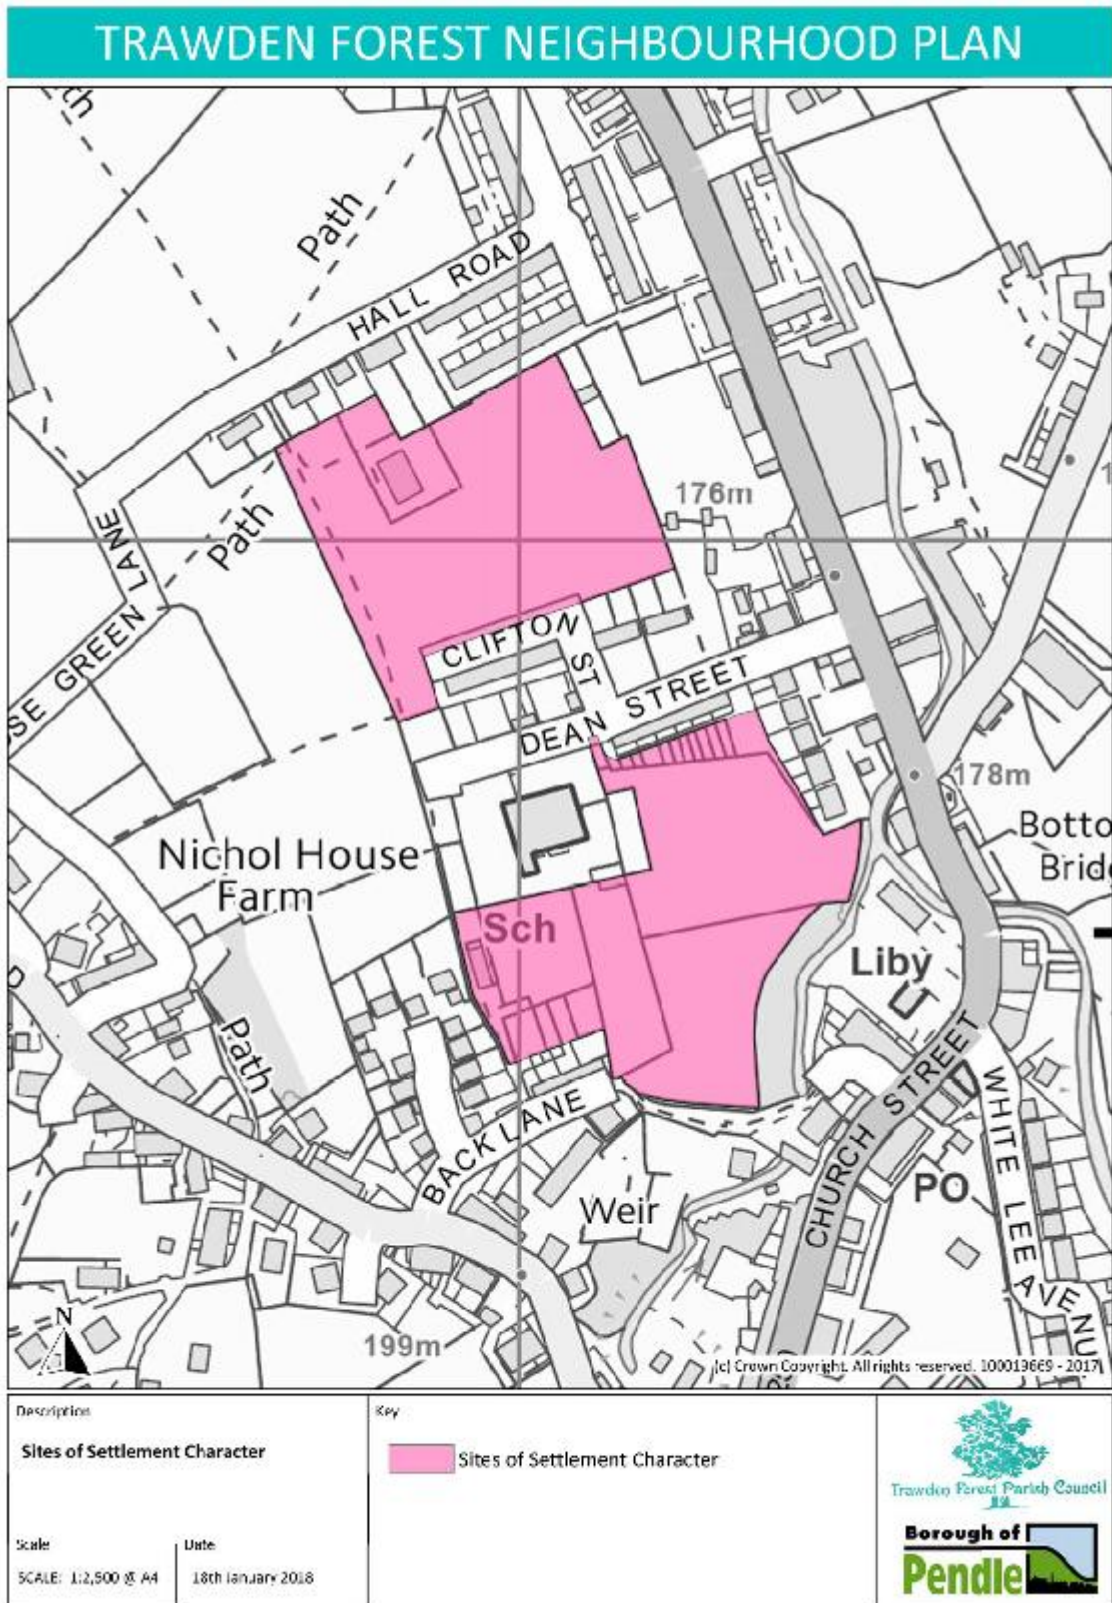 TRAWDEN FOREST NEIGHBOURHOOD PLAN
Path
HALL ROAD
176m
Path
LANE
GREEN
CLIFTON
ST
DEAN STREET
178m
Nichol House
Farm
Botto
Bridg
Sch
Liby
Path
BACK LANE
CHURCH STREET
WHITE LEE AVENU
PO
Weir
N
199m
(c) Crown Copyright. All rights reserved. 100019669 - 2017
Description
Sites of Settlement Character
Key
Sites of Settlement Character
Scale
SCALE: 1:2,500 @ A4
Date
18th January 2018
Trawden Forest Parish Council
Borough of
Pendle